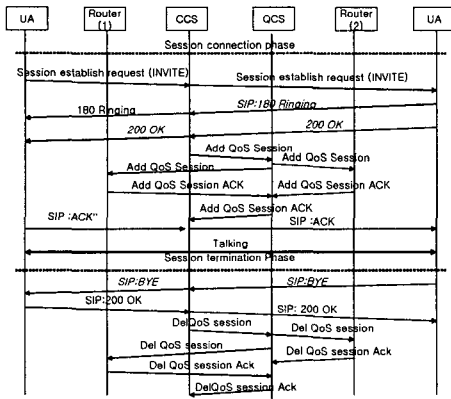 UA
Router
(1)
CCS
QCS
Router
(2)
UA
Session connection phase
Session establish request (INVITE)
Session establish request (INVITE)
SIP:180 Ringing
180 Ringing
200 OK
200 OK
Add QoS Session
Add QoS Session
Add QoS Session
Add QoS Session ACK
Add QoS Session ACK
Add QoS Session ACK
SIP :ACK"
SIP :ACK
Talking
Session termination Phase
SIP:BYE
SIP:BYE
SIP:200 OK
SIP: 200 OK
DelQoS session
Del QoS session
Del QoS session
Del QoS session Ack
Del QoS session Ack
DelQoS session Ack